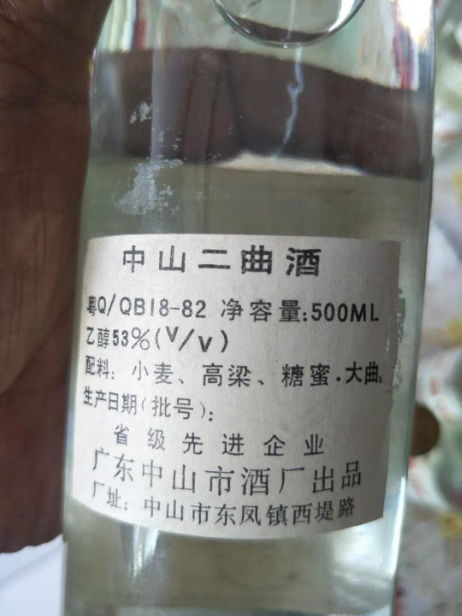 中山二曲酒
粤Q/QB18-82 净容量:500ML
乙醇53%(V/V)
配料: 小麦、高梁、糖蜜.大曲。
生产日期(批号):
省级先进企业
广东中山市酒厂出品
厂址: 中山市东凤镇西堤路